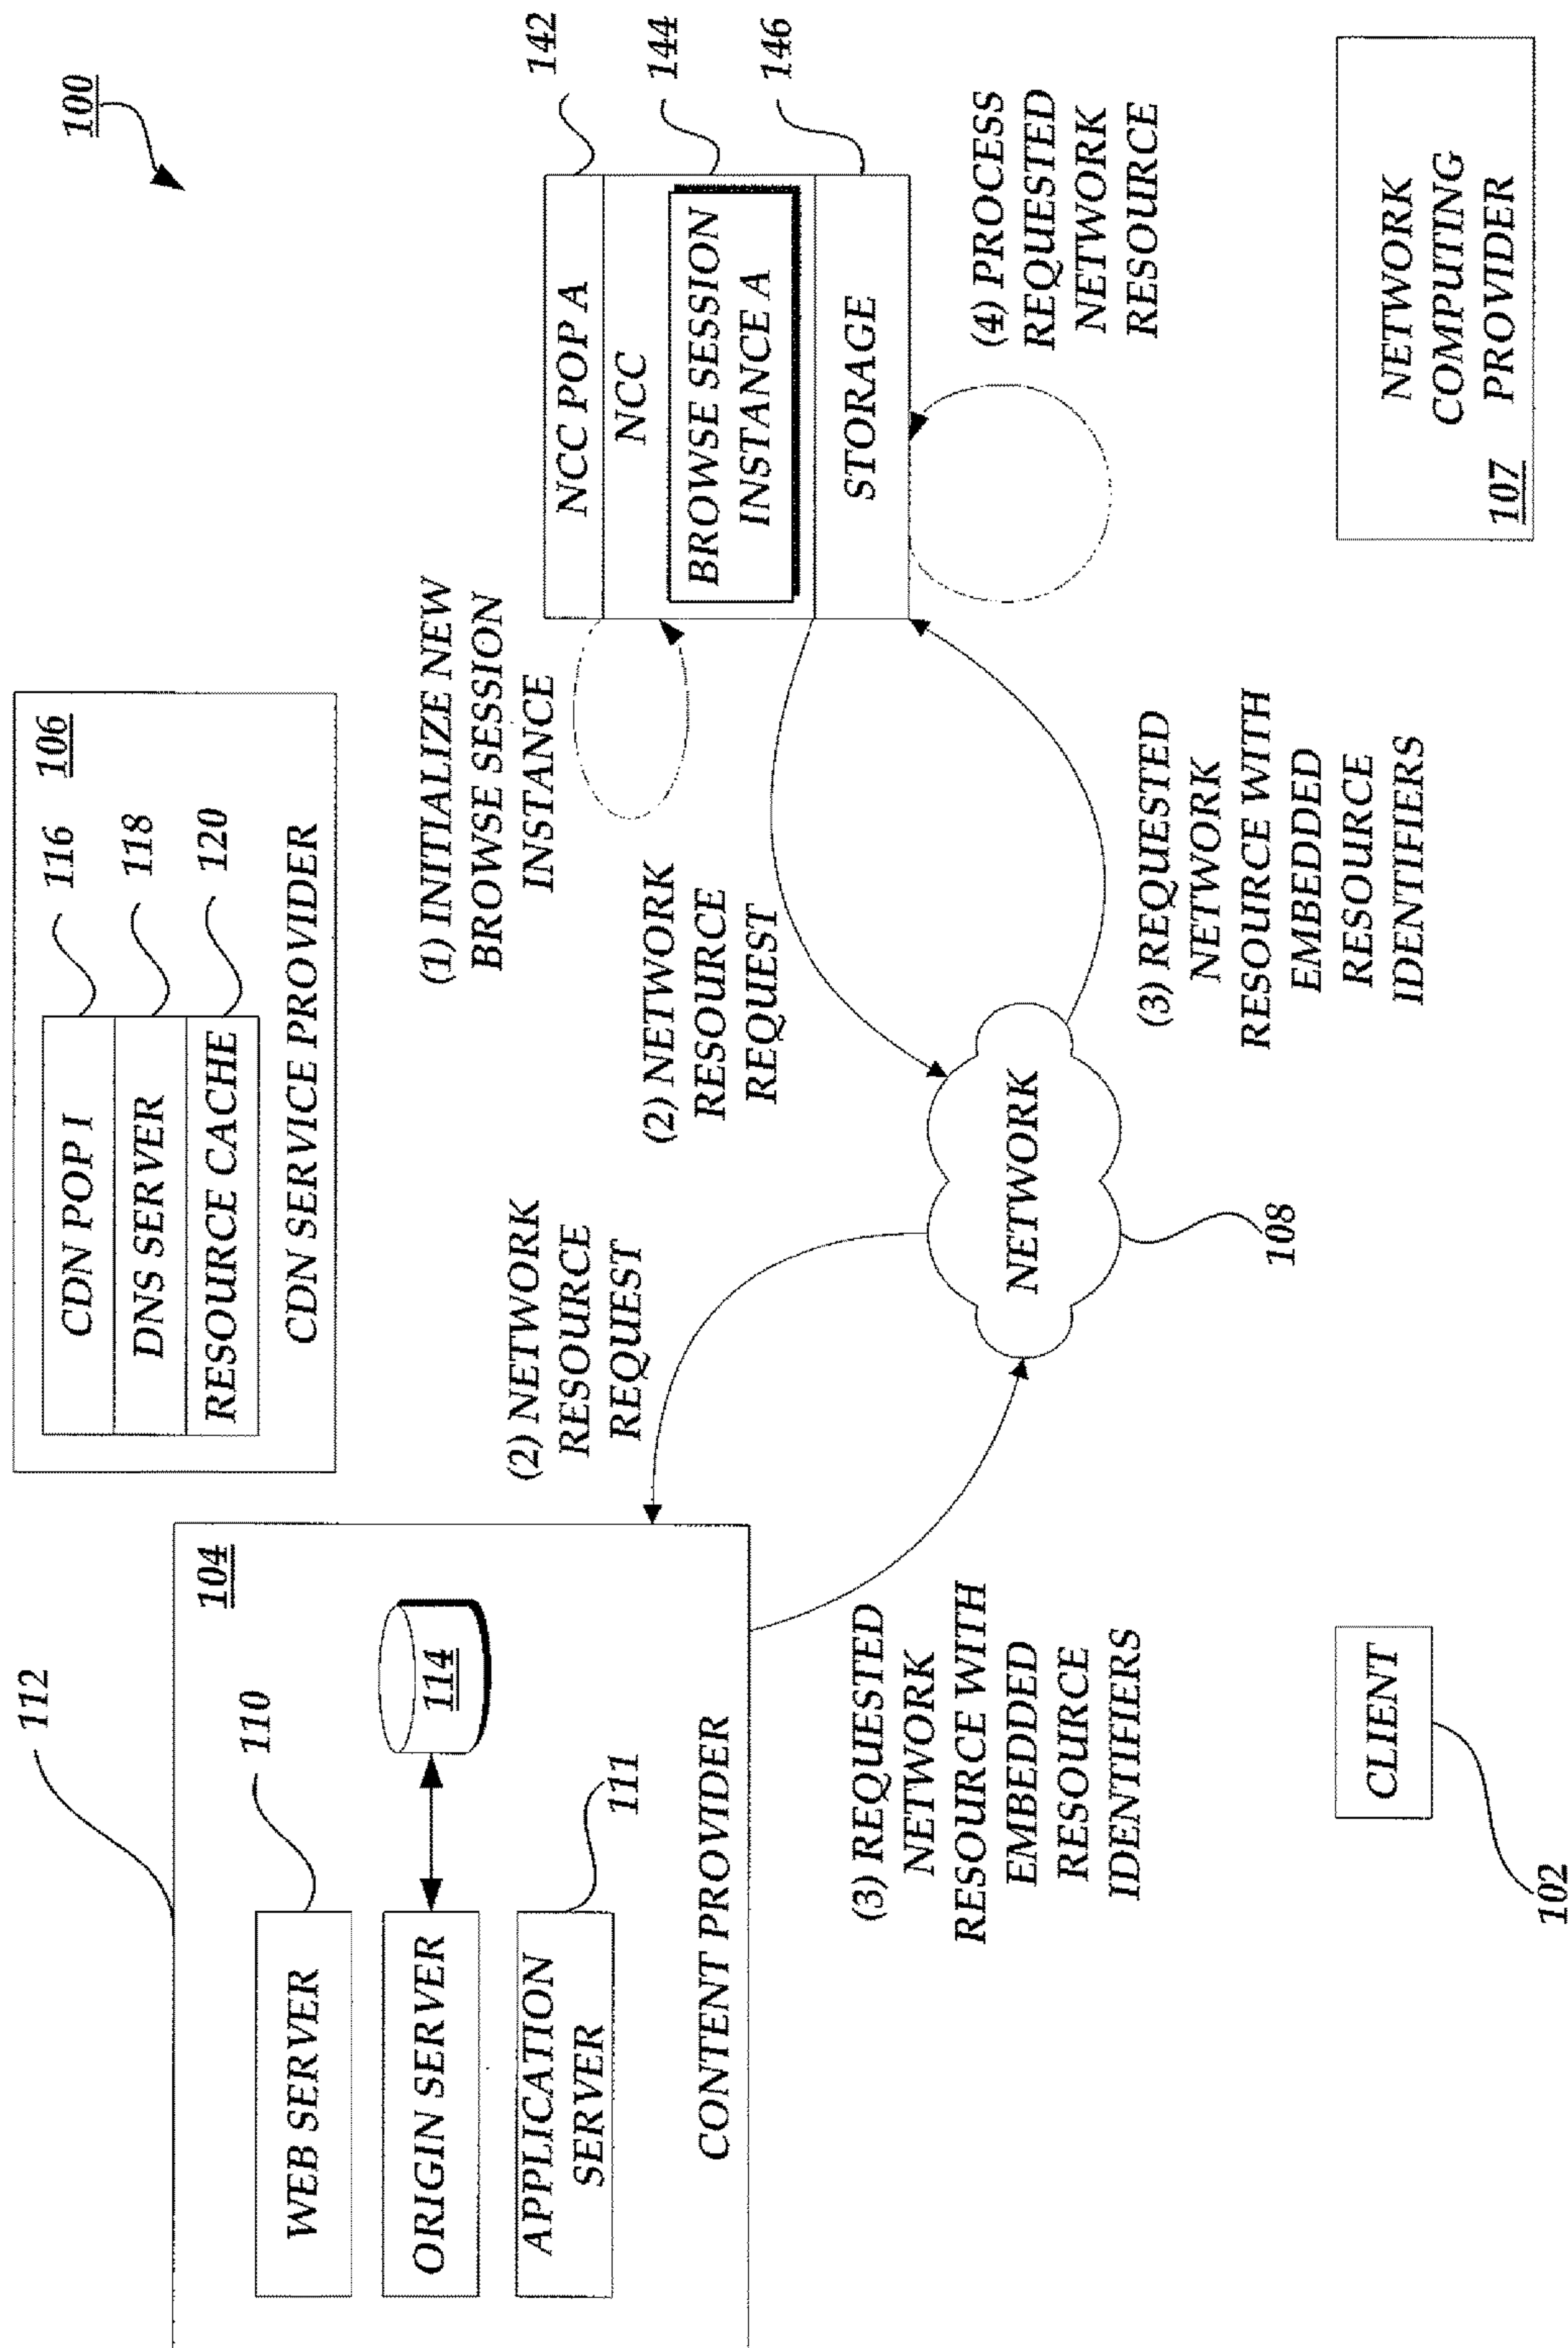 100
112
104
110
WEB SERVER
114
ORIGIN SERVER
111
APPLICATION
SERVER
CONTENT PROVIDER
106
CDN POP I
116
DNS SERVER
118
RESOURCE CACHE
120
CDN SERVICE PROVIDER
(1) INITIALIZE NEW
BROWSE SESSION
INSTANCE
NCC POP A
142
NCC
144
BROWSE SESSION
INSTANCE A
STORAGE
146
(2) NETWORK
RESOURCE
REQUEST
(2) NETWORK
RESOURCE
REQUEST
NETWORK
108
(3) REQUESTED
NETWORK
RESOURCE WITH
EMBEDDED
RESOURCE
IDENTIFIERS
(3) REQUESTED
NETWORK
RESOURCE WITH
EMBEDDED
RESOURCE
IDENTIFIERS
(4) PROCESS
REQUESTED
NETWORK
RESOURCE
CLIENT
102
NETWORK
COMPUTING
PROVIDER
107